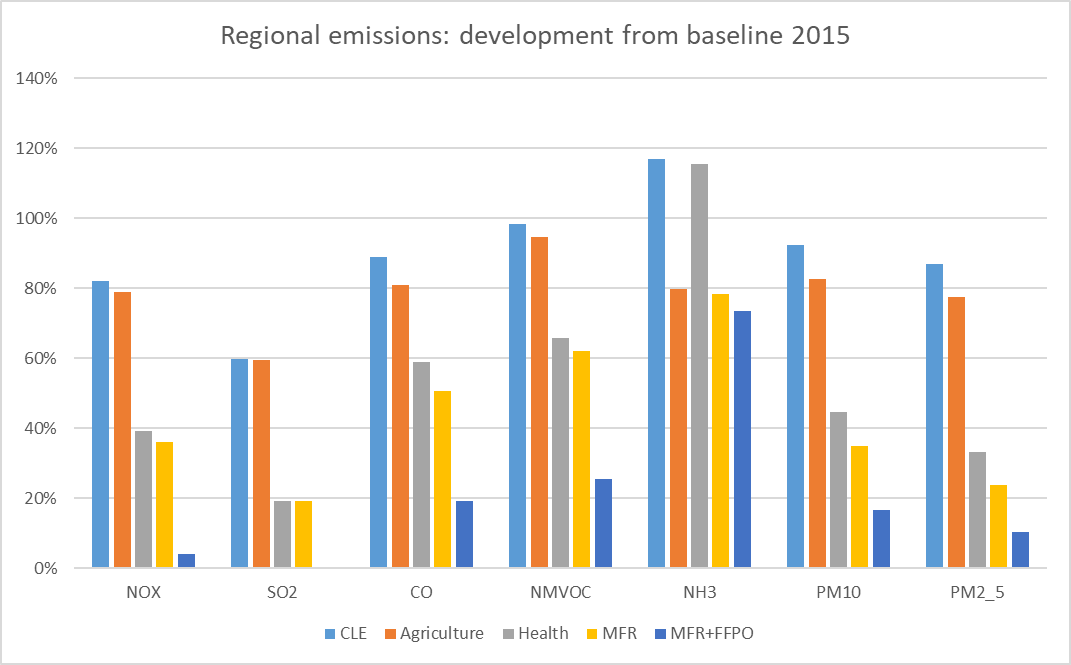 Regional emissions: development from baseline 2015
140%
120%
100%
80%
60%
40%
20%
0%
NOX SO2 CO NMVOC NH3 PM10 PM2_5
CLE Agriculture Health MFR MFR+FFPO